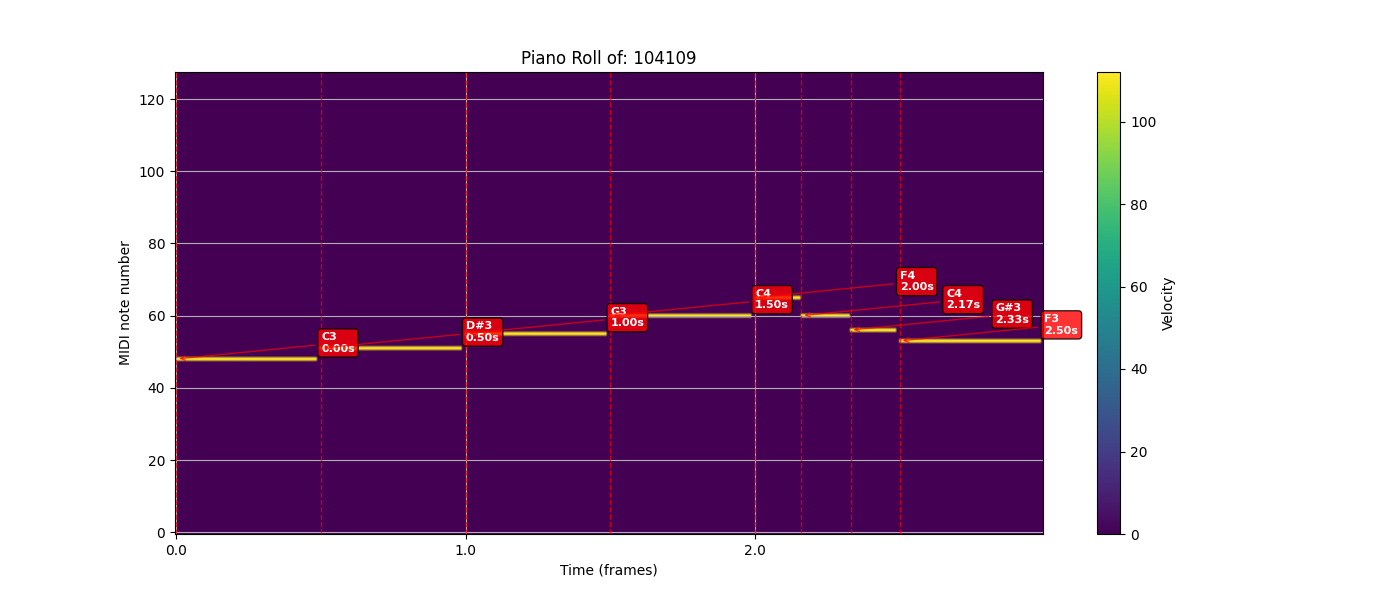 Piano Roll of: 104109
MIDI note number
120
100
80
60
40
20
0
C3
0.00s
D#3
0.50s
G3
1.00s
C4
1.50s
F4
2.00s
C4
2.17s
G#3
2.33s
F3
2.50s
0.0
1.0
2.0
Time (frames)
100
80
60
40
20
0
Velocity